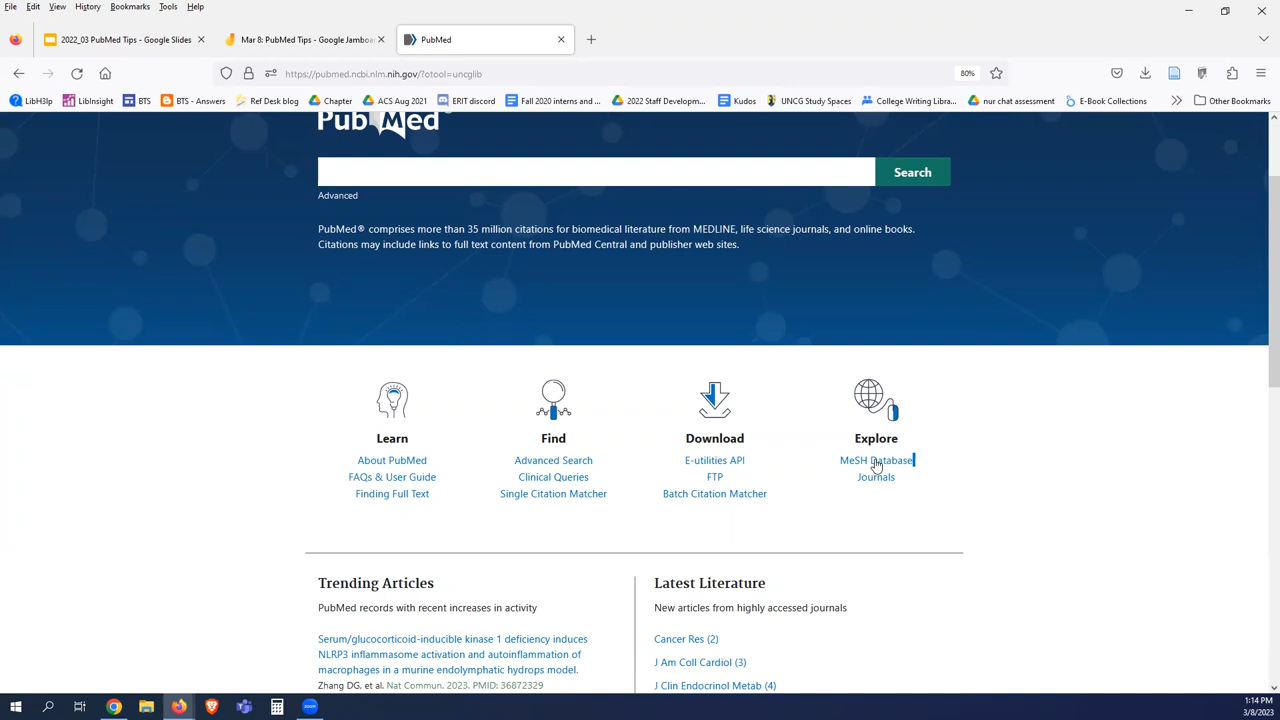 File Edit View History Bookmarks Tools Help
2022_03 PubMed Tips - Google Slides
Mar 8: PubMed Tips - Google Jamboa
PubMed
https://pubmed.ncbi.nlm.nih.gov/?otool=uncglib
80%
LibH3lp LibInsight BTS BTS - Answers Ref Desk blog Chapter ACS Aug 2021 ERIT discord Fall 2020 interns and ... 2022 Staff Developm... Kudos UNCG Study Spaces College Writing Libra... nur chat assessment E-Book Collections Other Bookmarks
PubMed
Search
Advanced
PubMed® comprises more than 35 million citations for biomedical literature from MEDLINE, life science journals, and online books.
Citations may include links to full text content from PubMed Central and publisher web sites.
Learn
About PubMed
FAQs & User Guide
Finding Full Text
Find
Advanced Search
Clinical Queries
Single Citation Matcher
Download
E-utilities API
FTP
Batch Citation Matcher
Explore
MeSH Database
Journals
Trending Articles
PubMed records with recent increases in activity
Serum/glucocorticoid-inducible kinase 1 deficiency induces
NLRP3 inflammasome activation and autoinflammation of
macrophages in a murine endolymphatic hydrops model.
Zhang DG, et al. Nat Commun. 2023. PMID: 36872329
Latest Literature
New articles from highly accessed journals
Cancer Res (2)
J Am Coll Cardiol (3)
J Clin Endocrinol Metab (4)
zoom
1:14 PM
3/8/2023